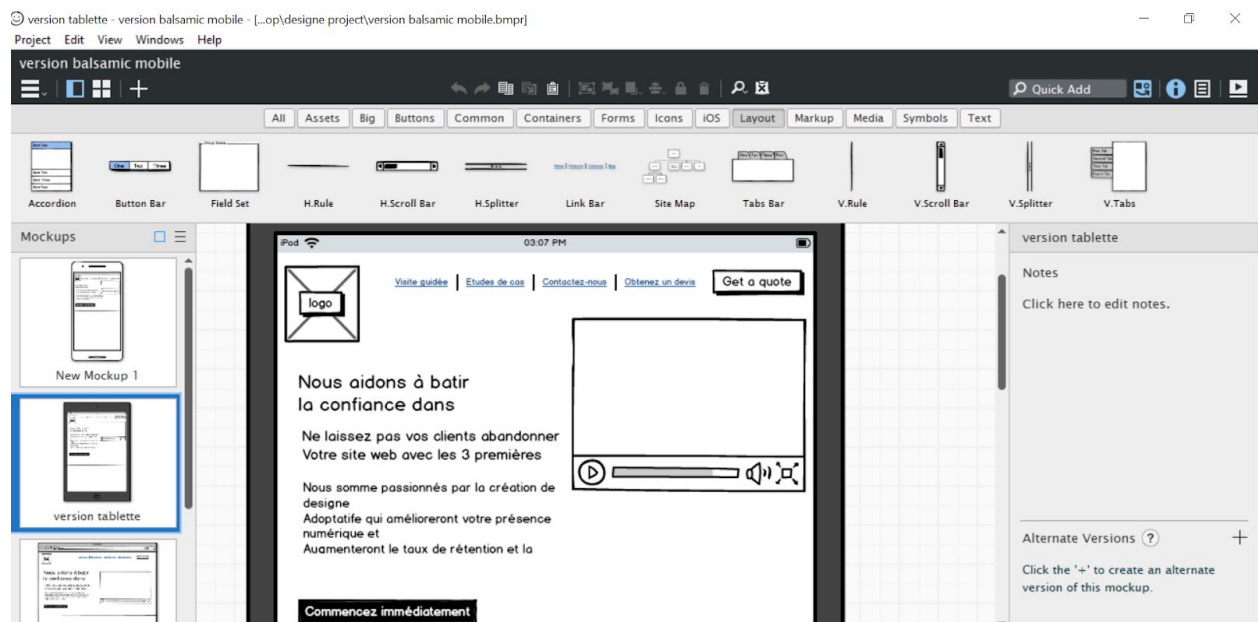 version tablette - version balsamic mobile - [...op\designe project\version balsamic mobile.bmpr]
Project Edit View Windows Help
version balsamic mobile
Quick Add
All Assets Big Buttons Common Containers Forms Icons iOS Layout Markup Media Symbols Text
One Two Three
Accordion Button Bar Field Set H.Rule H.Scroll Bar H.Splitter Link Bar Site Map Tabs Bar V.Rule V.Scroll Bar V.Splitter V.Tabs
Mockups
New Mockup 1
version tablette
iPad 03:07 PM
logo
Visite guidée Etudes de cas Contactez-nous Obtenez un devis Get a quote
Nous aidons à batir
la confiance dans
Ne laissez pas vos clients abandonner
Votre site web avec les 3 premières
Nous somme passionnés par la création de
designe
Adoptatife qui amélioreront votre présence
numérique et
Augmenteront le taux de rétention et la
Commencez immédiatement
version tablette
Notes
Click here to edit notes.
Alternate Versions ?
Click the '+' to create an alternate
version of this mockup.